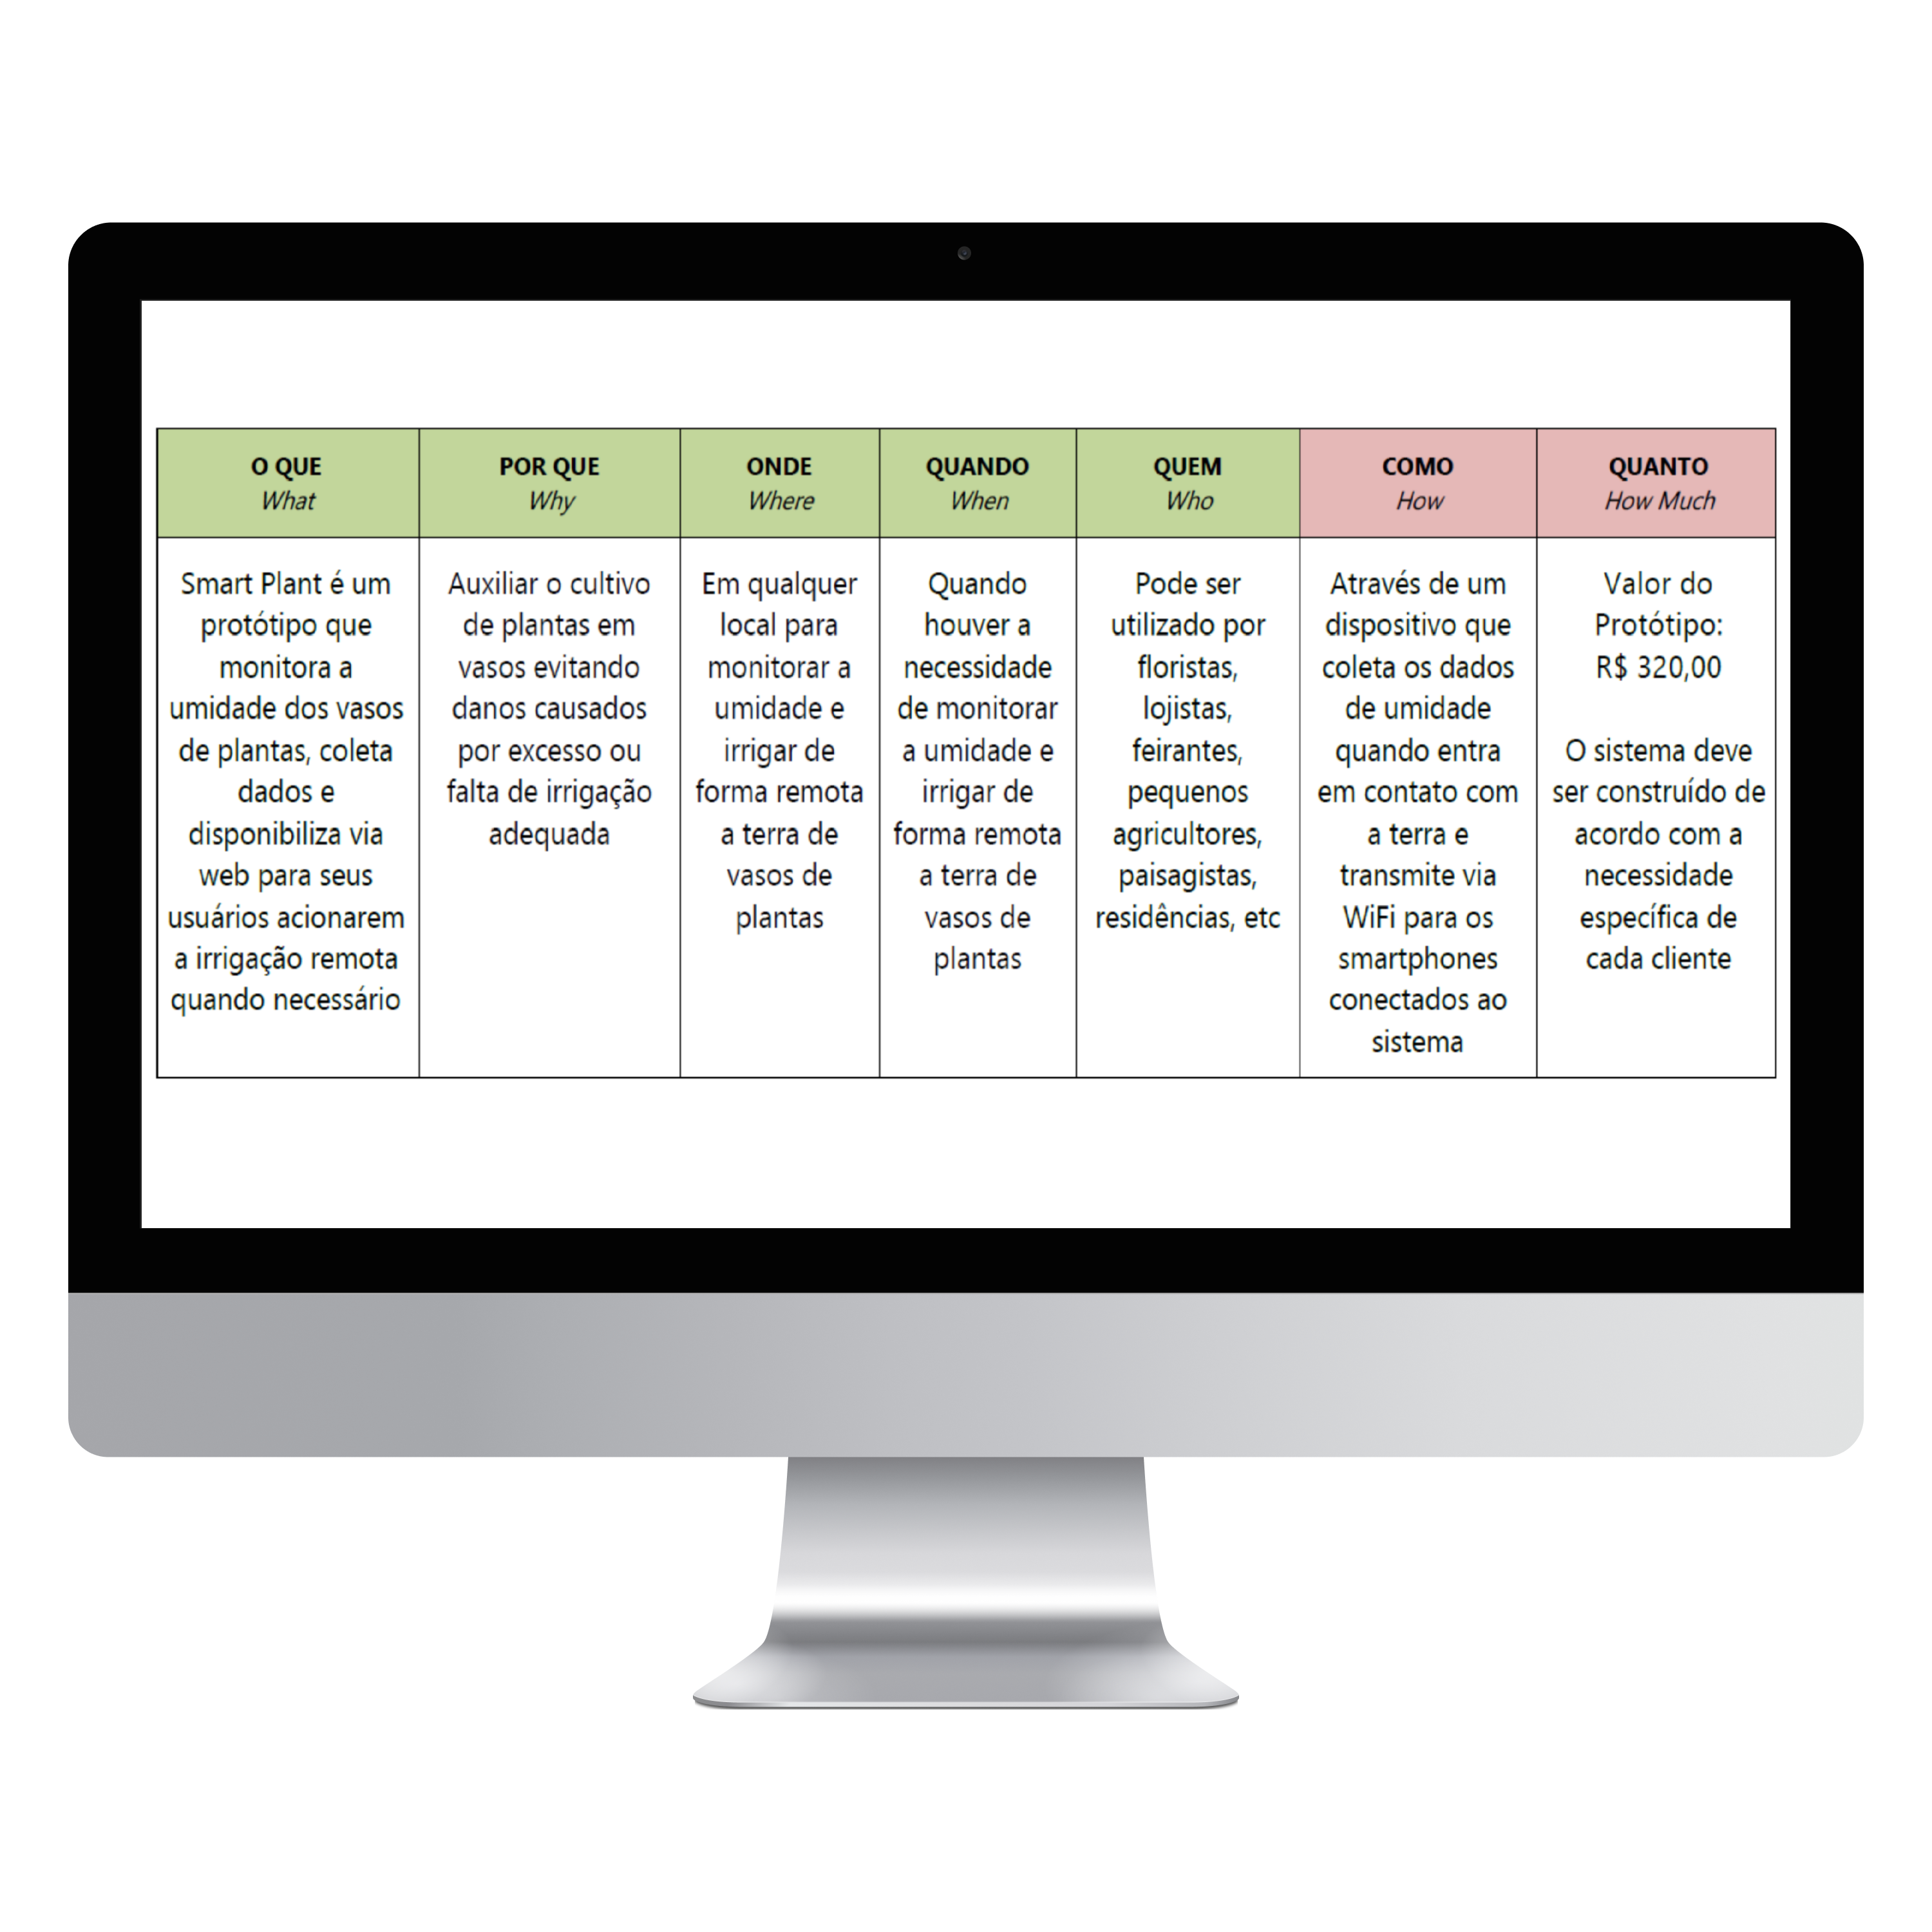 O QUE
What
POR QUE
Why
ONDE
Where
QUANDO
When
QUEM
Who
COMO
How
QUANTO
How Much
Smart Plant é um
protótipo que
monitora a
umidade dos vasos
de plantas, coleta
dados e
disponibiliza via
web para seus
usuários acionarem
a irrigação remota
quando necessário
Auxiliar o cultivo
de plantas em
vasos evitando
danos causados
por excesso ou
falta de irrigação
adequada
Em qualquer
local para
monitorar a
umidade e
irrigar de
forma remota
a terra de
vasos de
plantas
Quando
houver a
necessidade
de monitorar
a umidade e
irrigar de
forma remota
a terra de
vasos de
plantas
Pode ser
utilizado por
floristas,
lojistas,
feirantes,
pequenos
agricultores,
paisagistas,
residências, etc
Através de um
dispositivo que
coleta os dados
de umidade
quando entra
em contato com
a terra e
transmite via
WiFi para os
smartphones
conectados ao
sistema
Valor do
Protótipo:
R$ 320,00
O sistema deve
ser construído de
acordo com a
necessidade
específica de
cada cliente